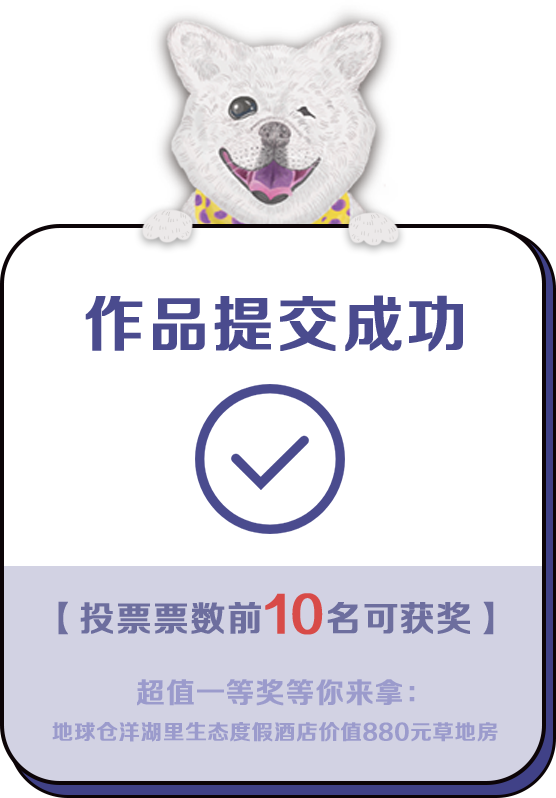 作品提交成功
【投票票数前10名可获奖】
超值一等奖等你来拿：
地球仓洋湖里生态度假酒店价值880元草地房